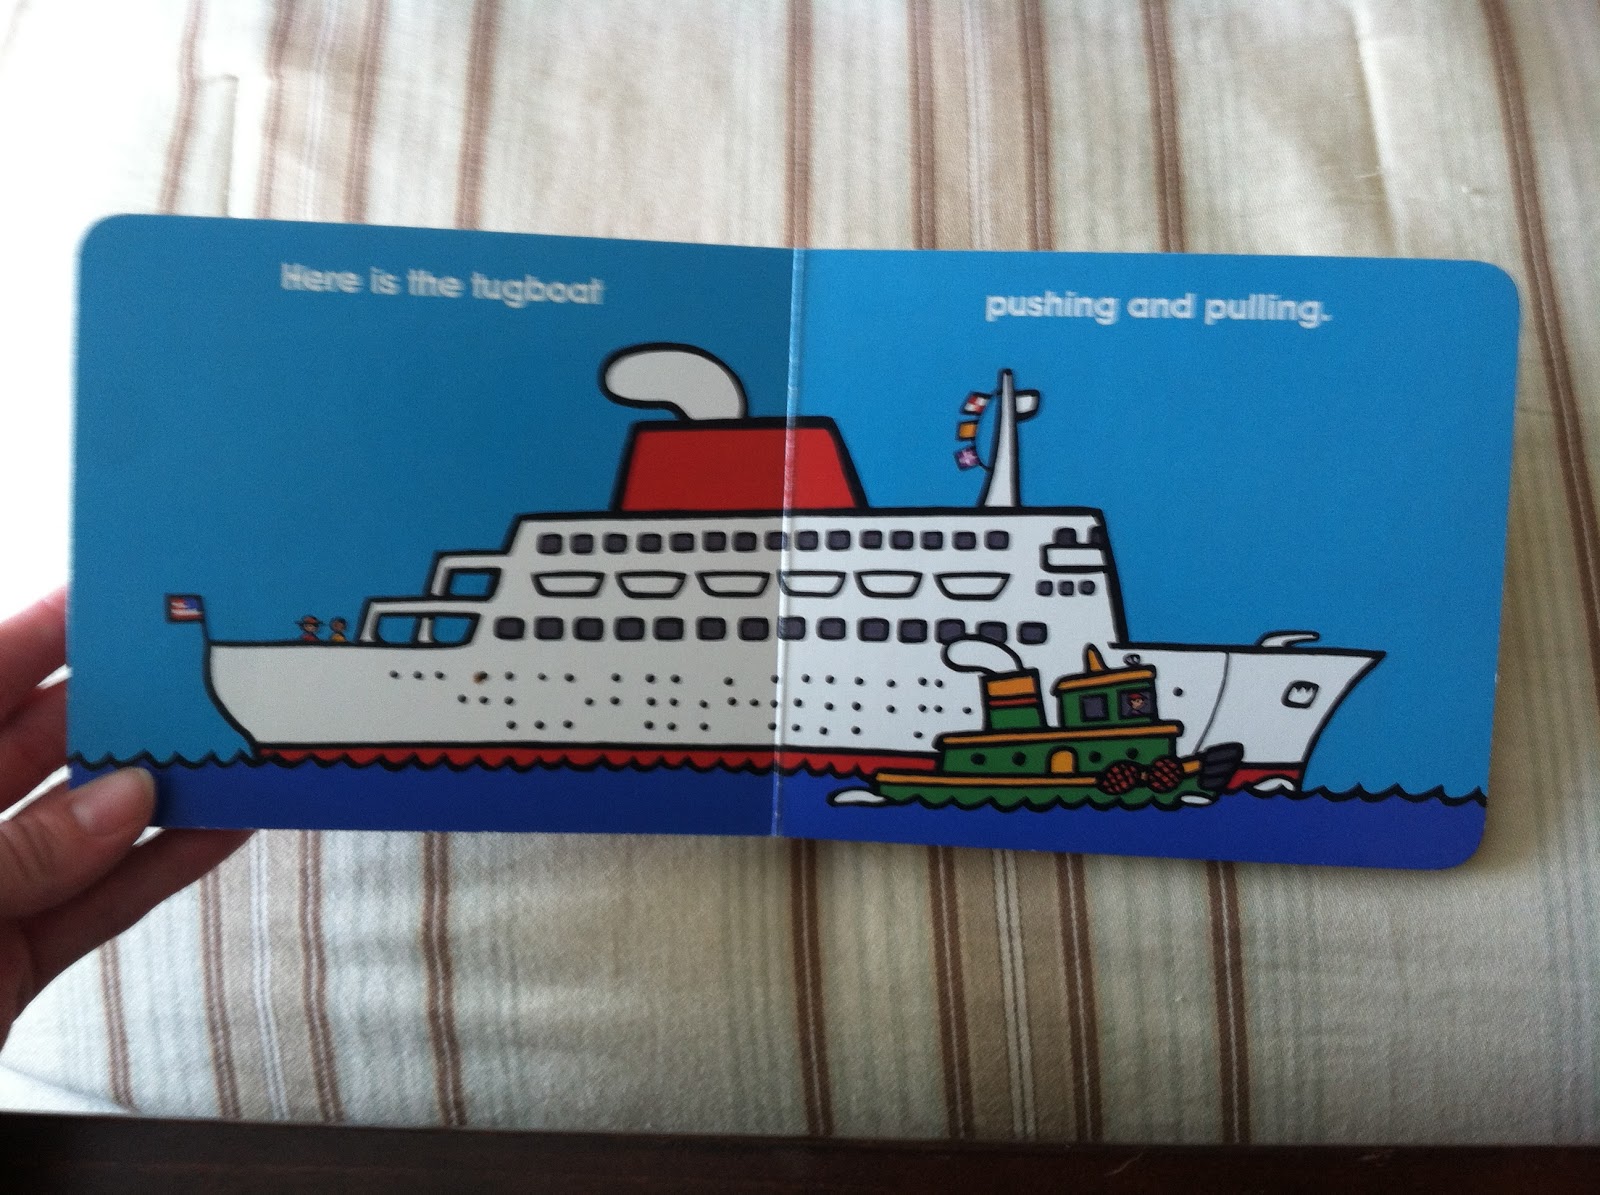 Here is the tugboat
pushing and pulling.